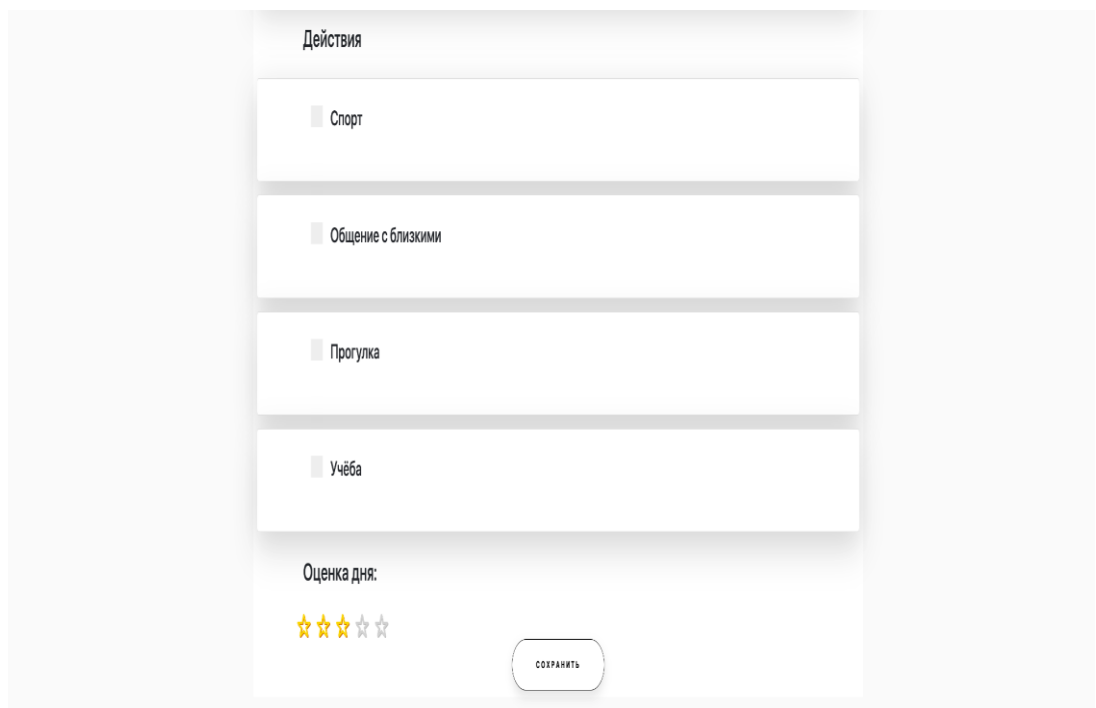 Действия
Спорт
Общение с близкими
Прогулка
Учёба
Оценка дня:
СОХРАНИТЬ